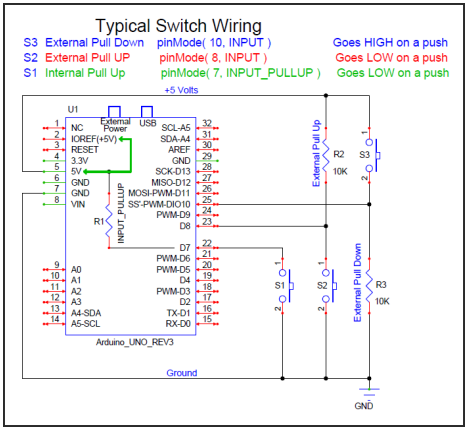 Typical Switch Wiring
S3 External Pull Down pinMode( 10, INPUT ) Goes HIGH on a push
S2 External Pull UP pinMode( 8, INPUT ) Goes LOW on a push
S1 Internal Pull Up pinMode( 7, INPUT_PULLUP ) Goes LOW on a push
+5 Volts
U1
External Power
USB
1 NC
2 IOREF(+5V)
3 RESET
4 3.3V
5 5V
6 GND
7 GND
8 VIN
9 A0
10 A1
11 A2
12 A3
13 A4-SDA
14 A5-SCL
R1
INPUT_PULLUP
SCL-A5 32
SDA-A4 31
AREF 30
GND 29
SCK-D13 28
MISO-D12 27
MOSI-PWM-D11 26
SS'-PWM-DIO10 25
PWM-D9 24
D8 23
D7 22
PWM-D6 21
PWM-D5 20
D4 19
PWM-D3 18
D2 17
TX-D1 16
RX-D0 15
Arduino_UNO_REV3
External Pull Up
R2
10K
1
S3
2
1
S1
2
1
S2
2
External Pull Down
R3
10K
Ground
GND